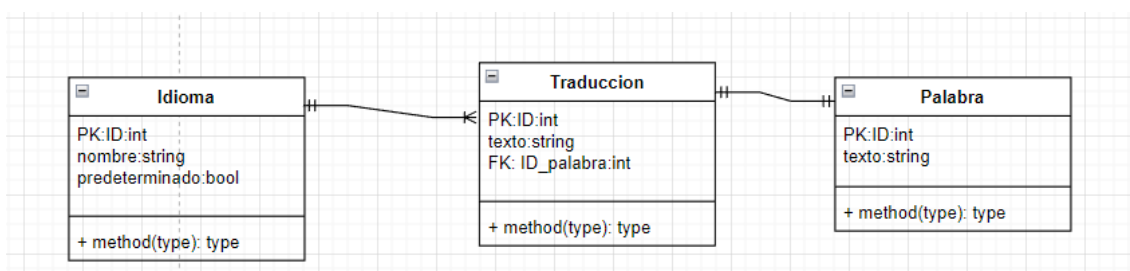 Idioma
PK:ID:int
nombre:string
predeterminado:bool
+ method(type): type
Traduccion
PK:ID:int
texto:string
FK: ID_palabra:int
+ method(type): type
Palabra
PK:ID:int
texto:string
+ method(type): type